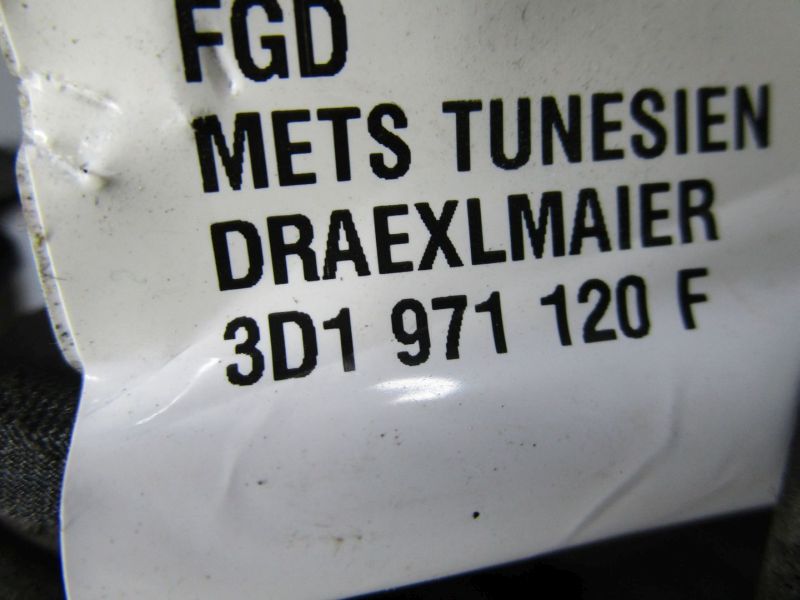 FGD
METS TUNESIEN
DRAEXLMAIER
3D1 971 120 F